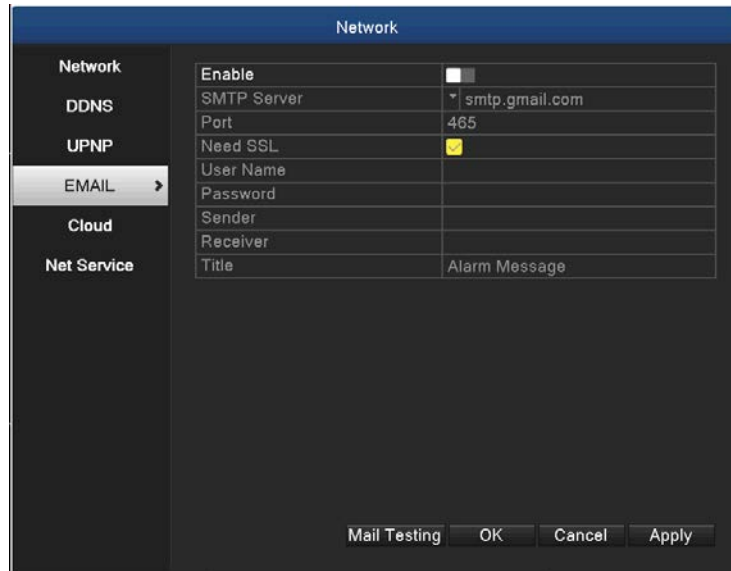 Network
Network
DDNS
UPNP
EMAIL
Cloud
Net Service
Enable
SMTP Server smtp.gmail.com
Port 465
Need SSL
User Name
Password
Sender
Receiver
Title Alarm Message
Mail Testing OK Cancel Apply